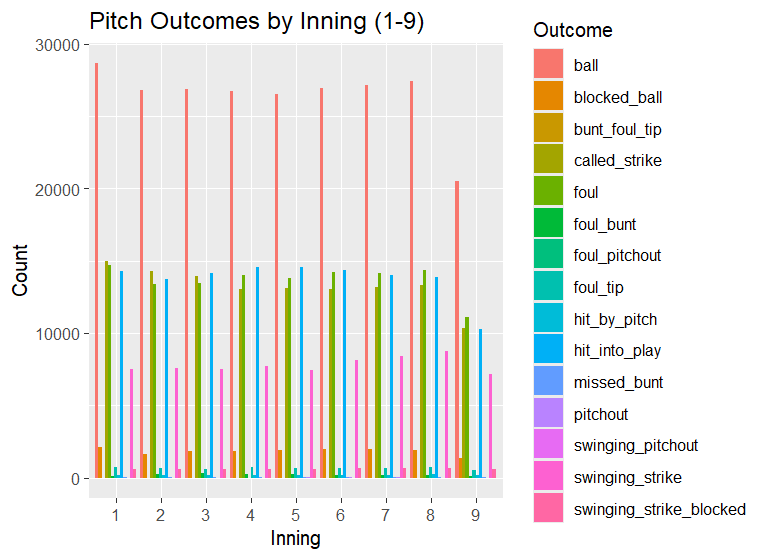 Pitch Outcomes by Inning (1-9)
30000
20000
10000
0
Count
1 2 3 4 5 6 7 8 9
Inning
Outcome
ball
blocked_ball
bunt_foul_tip
called_strike
foul
foul_bunt
foul_pitchout
foul_tip
hit_by_pitch
hit_into_play
missed_bunt
pitchout
swinging_pitchout
swinging_strike
swinging_strike_blocked